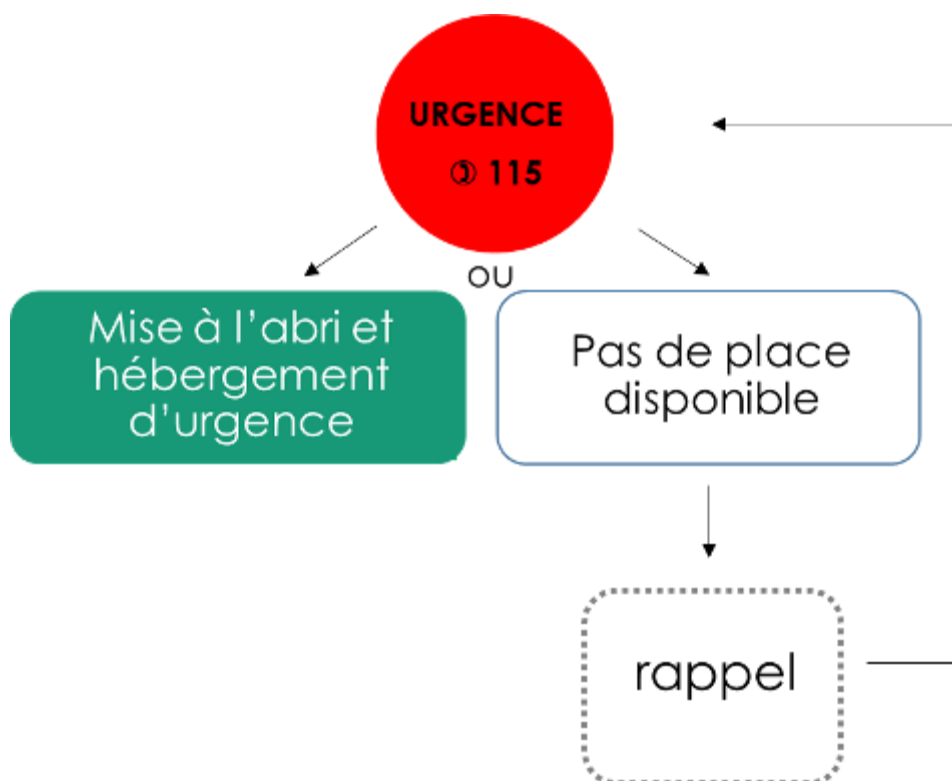 URGENCE
✆ 115
ou
Mise à l’abri et
hébergement
d’urgence
Pas de place
disponible
rappel